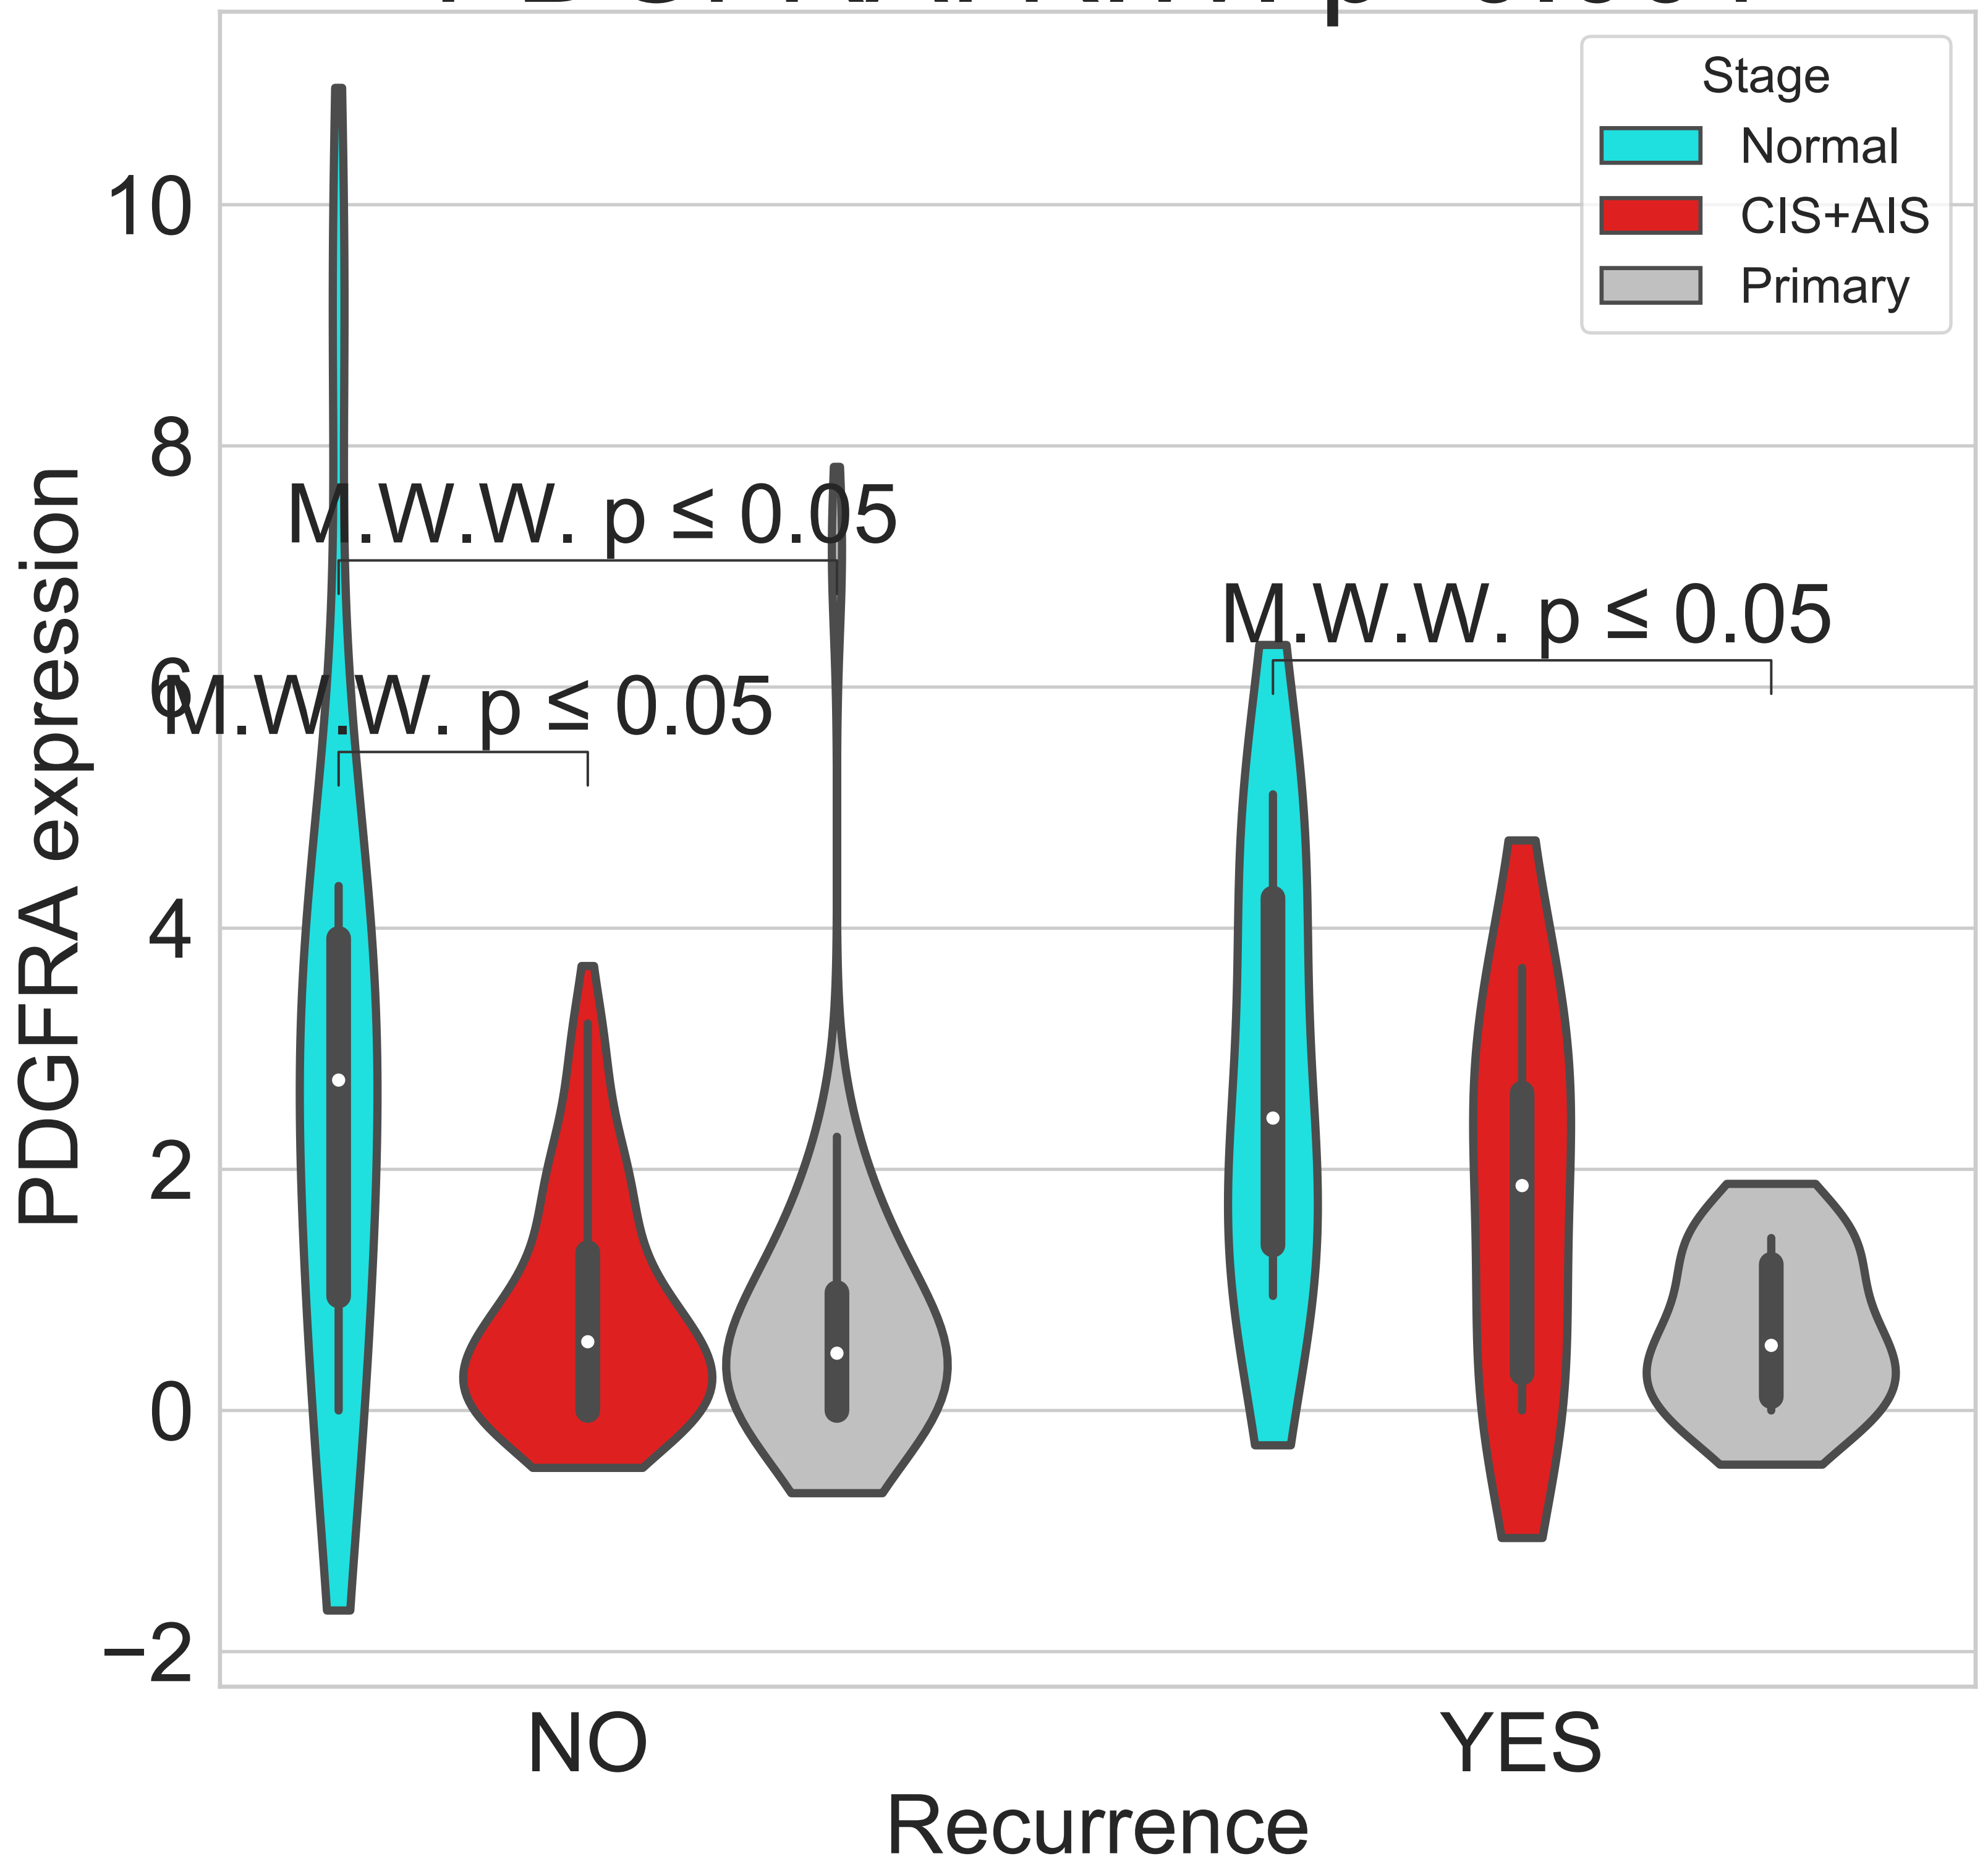 Stage
Normal
CIS+AIS
Primary
10
8
6
4
2
0
−2
PDGFRA expression
M.W.W. p ≤ 0.05
M.W.W. p ≤ 0.05
M.W.W. p ≤ 0.05
NO
YES
Recurrence